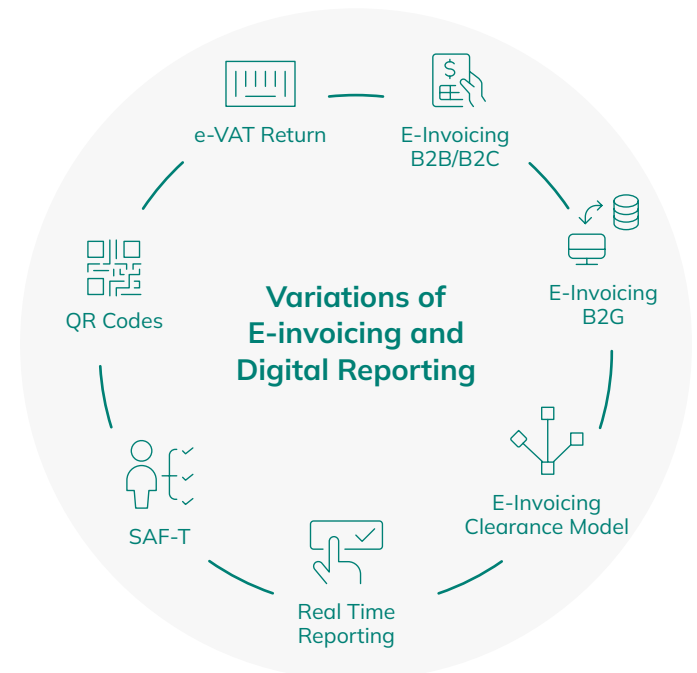 e-VAT Return
E-Invoicing
B2B/B2C
E-Invoicing
B2G
E-Invoicing
Clearance Model
Real Time
Reporting
SAF-T
QR Codes
Variations of
E-invoicing and
Digital Reporting
$